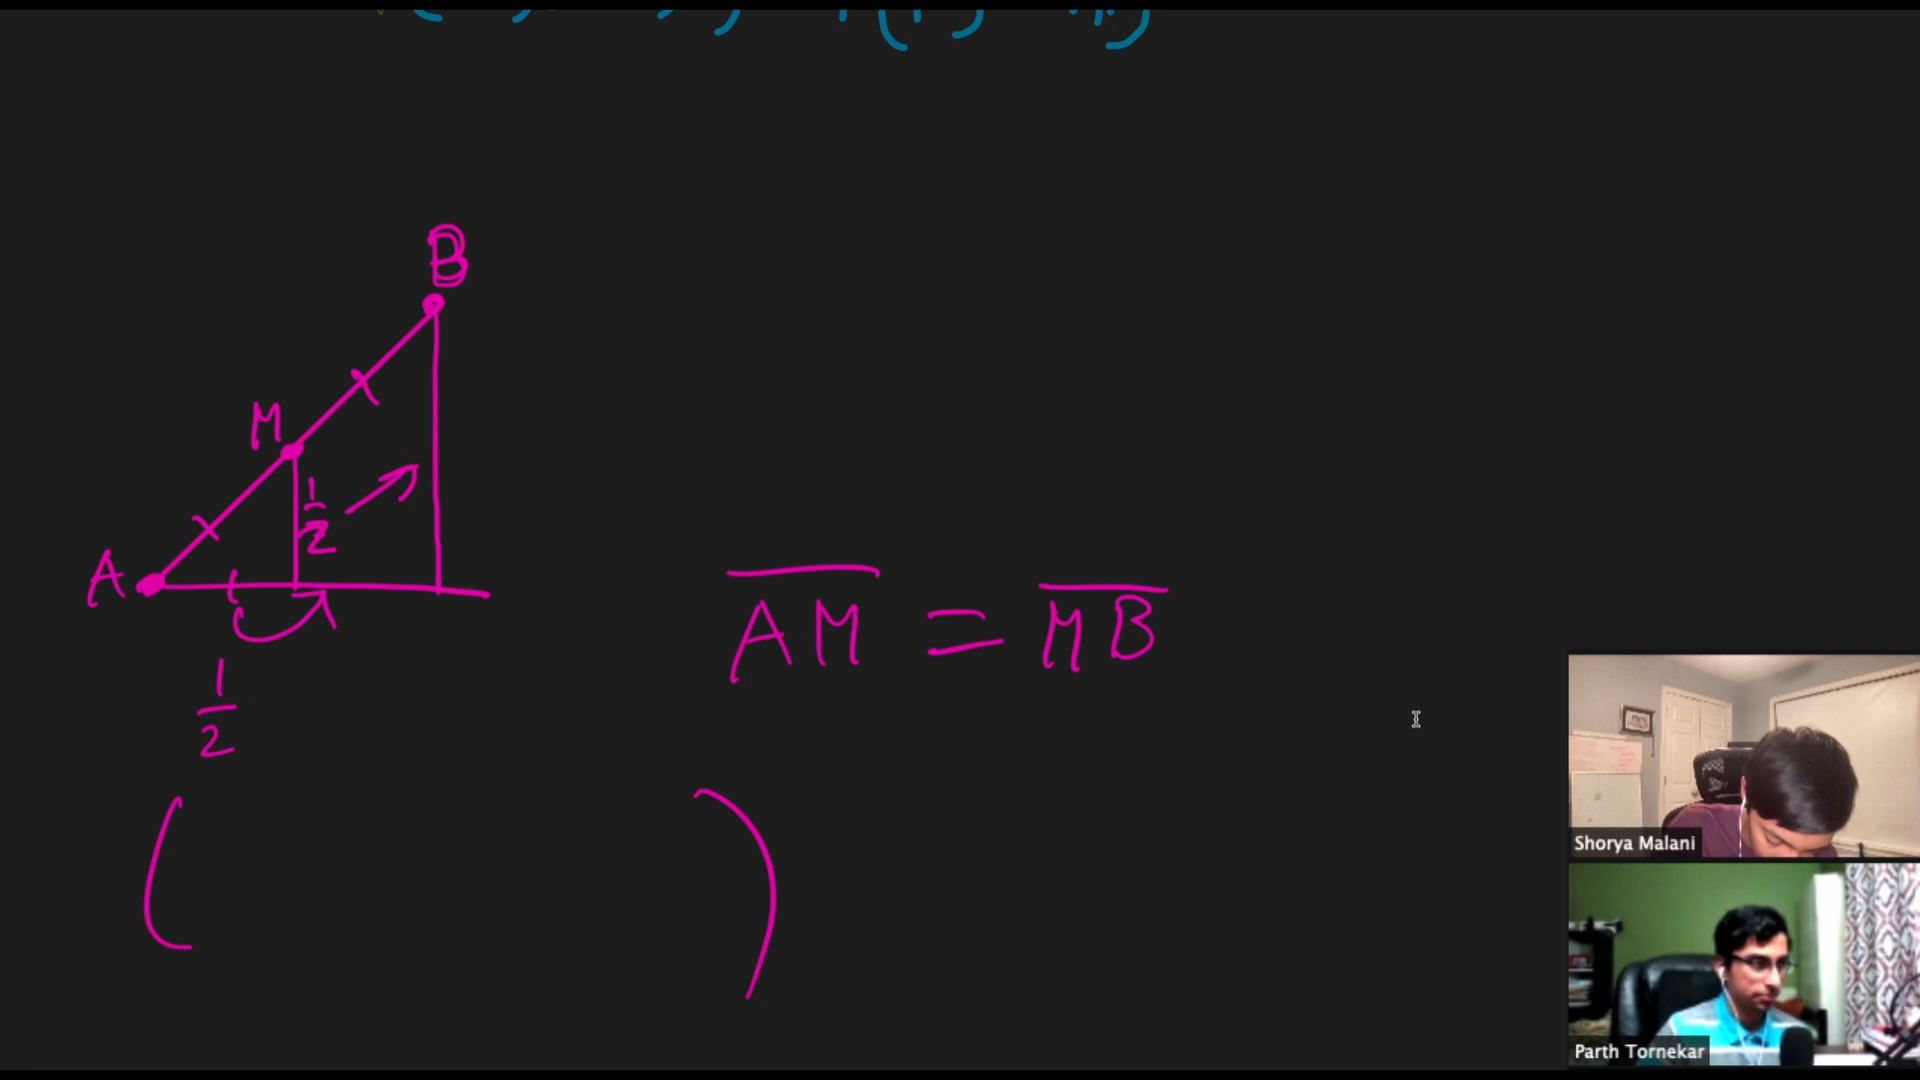 B
M
1/2
A
AM = MB
1/2
( )
Shorya Malani
Parth Tornekar